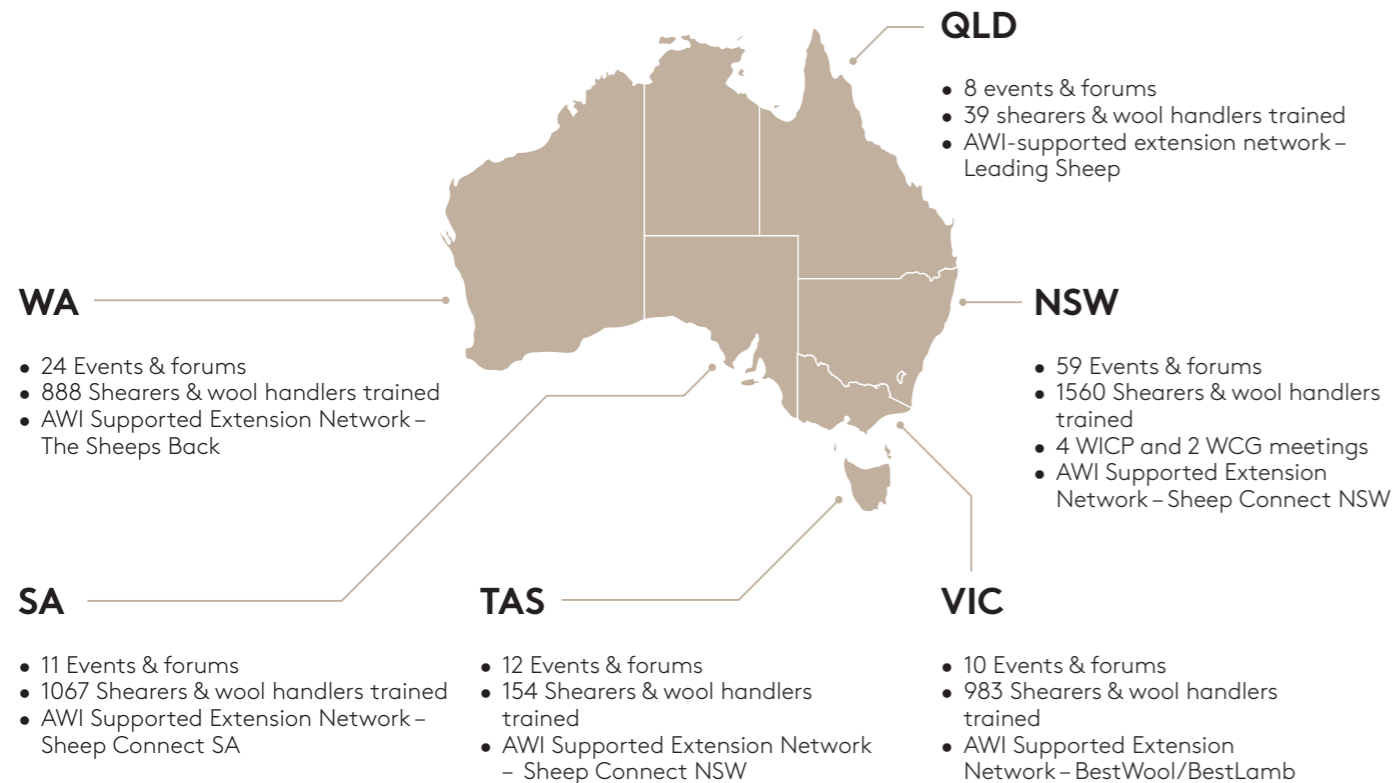 QLD
• 8 events & forums
• 39 shearers & wool handlers trained
• AWI-supported extension network –
Leading Sheep
WA
• 24 Events & forums
• 888 Shearers & wool handlers trained
• AWI Supported Extension Network –
The Sheeps Back
NSW
• 59 Events & forums
• 1560 Shearers & wool handlers
trained
• 4 WICP and 2 WCG meetings
• AWI Supported Extension
Network – Sheep Connect NSW
SA
• 11 Events & forums
• 1067 Shearers & wool handlers trained
• AWI Supported Extension Network –
Sheep Connect SA
TAS
• 12 Events & forums
• 154 Shearers & wool handlers
trained
• AWI Supported Extension Network
– Sheep Connect NSW
VIC
• 10 Events & forums
• 983 Shearers & wool handlers
trained
• AWI Supported Extension
Network – BestWool/BestLamb